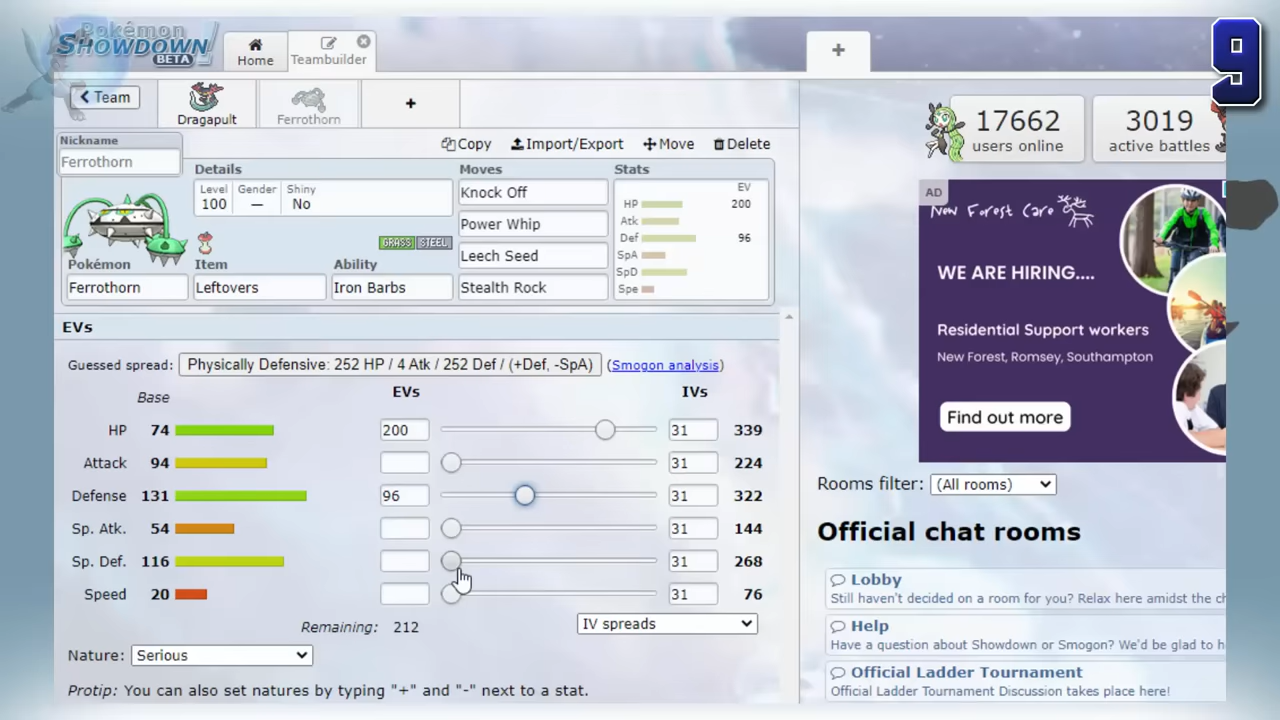 Pokémon
SHOWDOWN
BETA
Home
Teambuilder
+
9
Team
Dragapult
Ferrothorn
+
Nickname
Ferrothorn
Copy
Import/Export
Move
Delete
Details
Level Gender Shiny
100 — No
GRASS STEEL
Pokémon
Ferrothorn
Item
Leftovers
Ability
Iron Barbs
Moves
Knock Off
Power Whip
Leech Seed
Stealth Rock
Stats
EV
HP 200
Atk
Def 96
SpA
SpD
Spe
EVs
Guessed spread: Physically Defensive: 252 HP / 4 Atk / 252 Def / (+Def, -SpA) (Smogon analysis)
Base EVs IVs
HP 74 200 31 339
Attack 94 31 224
Defense 131 96 31 322
Sp. Atk. 54 31 144
Sp. Def. 116 31 268
Speed 20 31 76
Remaining: 212
IV spreads
Nature: Serious
Protip: You can also set natures by typing "+" and "-" next to a stat.
17662
users online
3019
active battles
AD
New Forest Care
WE ARE HIRING....
Residential Support workers
New Forest, Romsey, Southampton
Find out more
Rooms filter: (All rooms)
Official chat rooms
Lobby
Still haven't decided on a room for you? Relax here amidst the ch
Help
Have a question about Showdown or Smogon? We'd be glad to h
Official Ladder Tournament
Official Ladder Tournament Discussion takes place here!